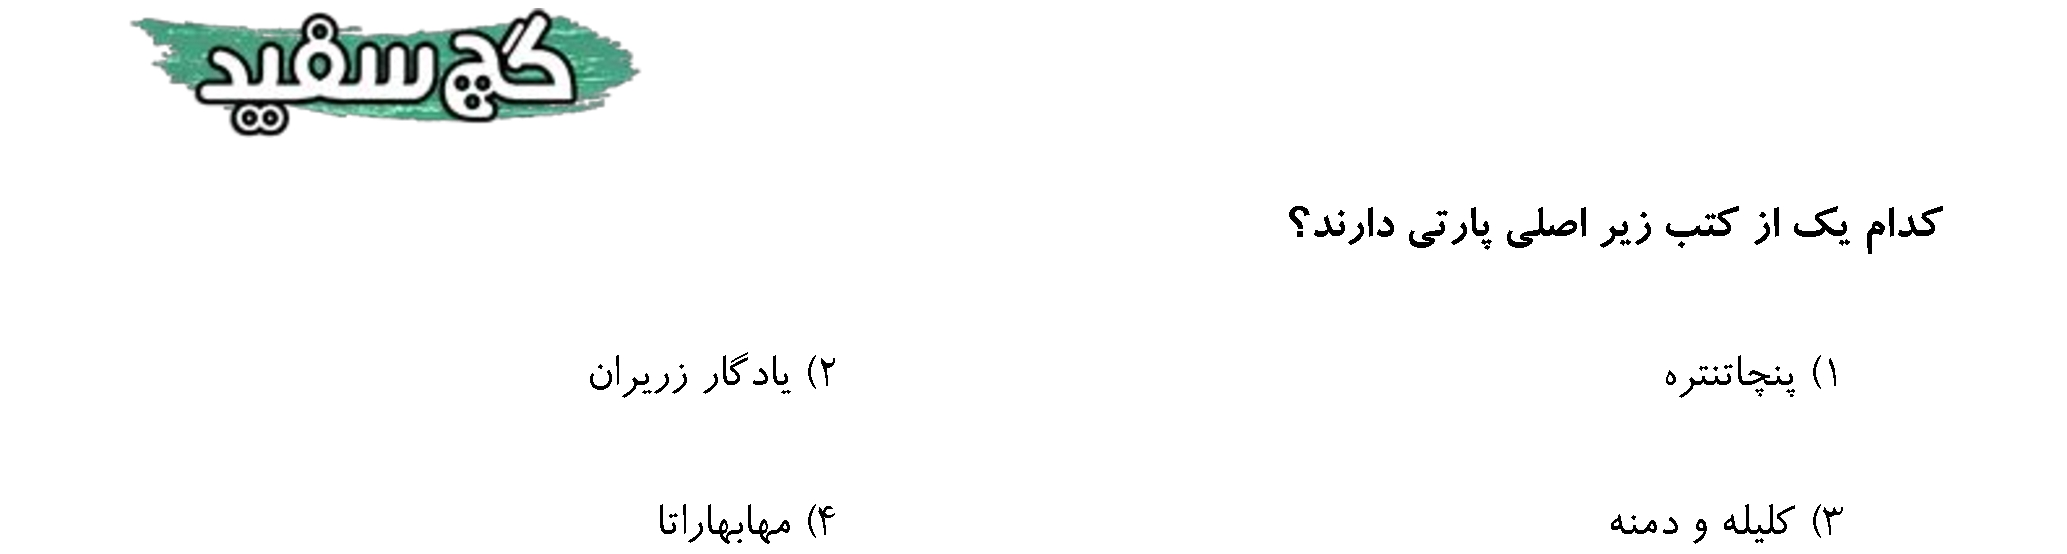 گچ سفید
کدام یک از کتب زیر اصلی پارتی دارند؟
۱) پنچاتنتره
۲) یادگار زریران
۳) کلیله و دمنه
۴) مهابهاراتا